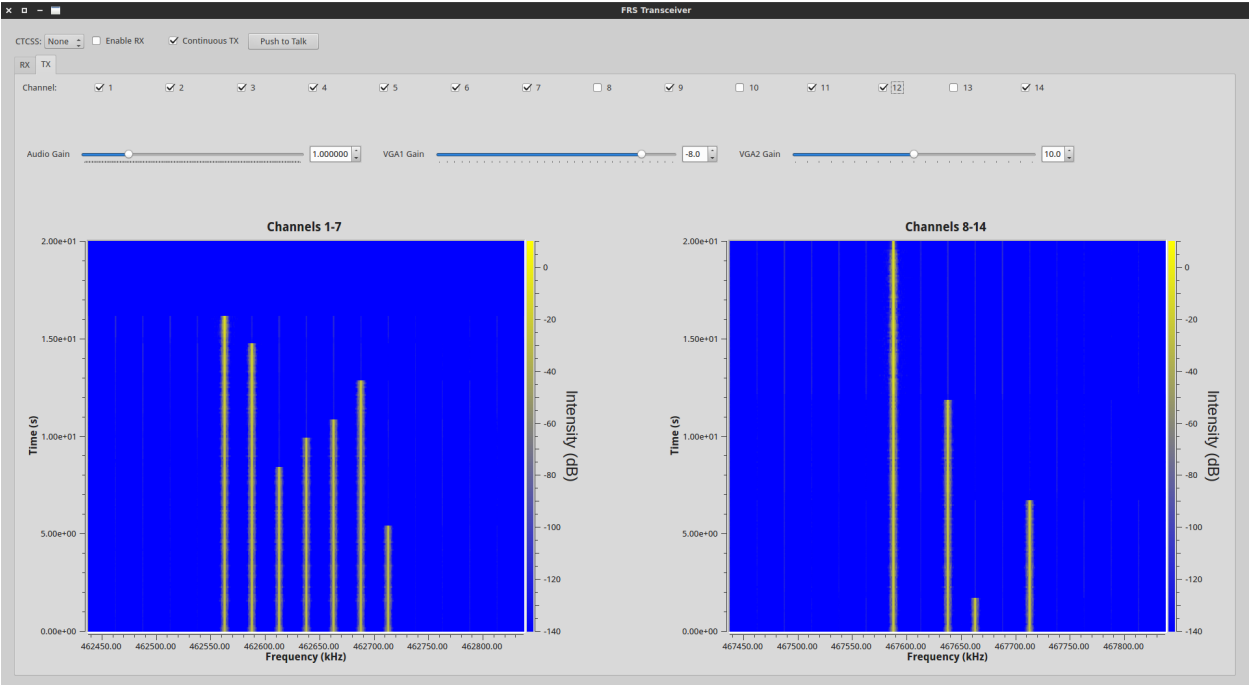 FRS Transceiver
CTCSS: None Enable RX Continuous TX Push to Talk
RX TX
Channel: 1 2 3 4 5 6 7 8 9 10 11 12 13 14
Audio Gain 1.000000 VGA1 Gain -8.0 VGA2 Gain 10.0
Channels 1-7
2.00e+01
1.50e+01
1.00e+01
5.00e+00
0.00e+00
Time (s)
462450.00 462500.00 462550.00 462600.00 462650.00 462700.00 462750.00 462800.00
Frequency (kHz)
0
-20
-40
-60
-80
-100
-120
-140
Intensity (dB)
Channels 8-14
2.00e+01
1.50e+01
1.00e+01
5.00e+00
0.00e+00
Time (s)
467450.00 467500.00 467550.00 467600.00 467650.00 467700.00 467750.00 467800.00
Frequency (kHz)
0
-20
-40
-60
-80
-100
-120
-140
Intensity (dB)